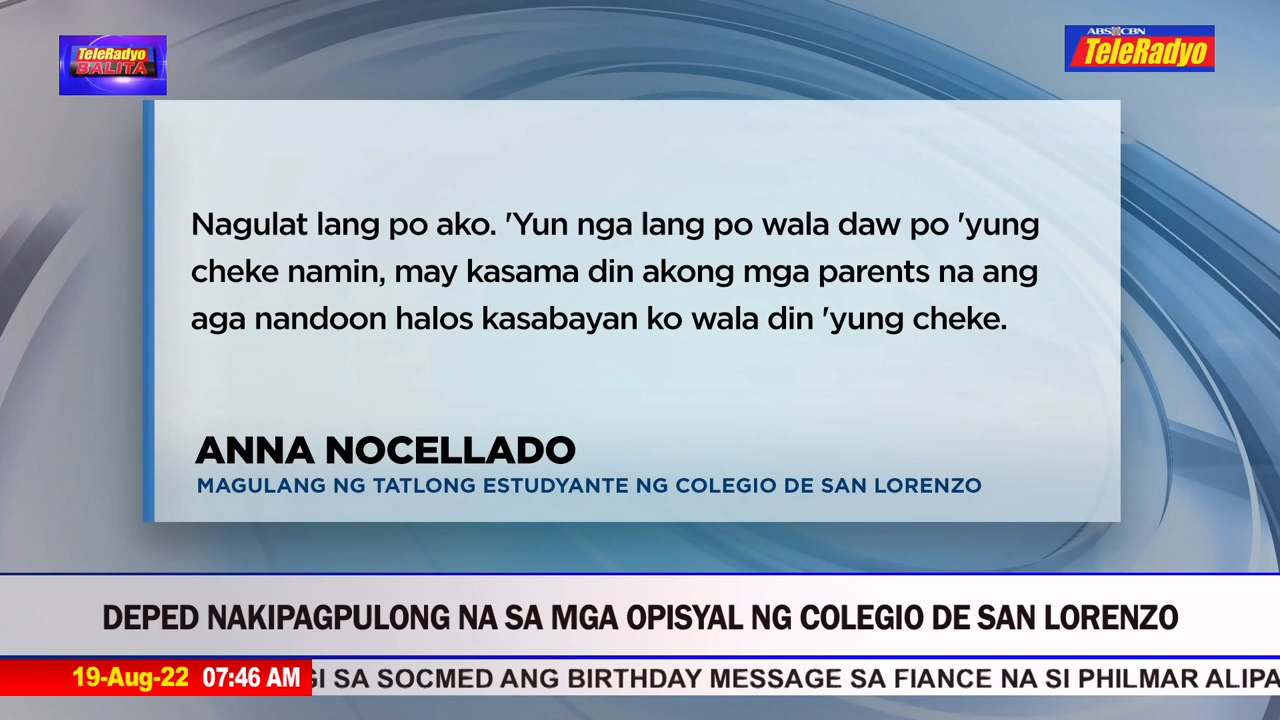 TeleRadyo
BALITA
ABS-CBN
TeleRadyo
Nagulat lang po ako. 'Yun nga lang po wala daw po 'yung
cheke namin, may kasama din akong mga parents na ang
aga nandoon halos kasabayan ko wala din 'yung cheke.
ANNA NOCELLADO
MAGULANG NG TATLONG ESTUDYANTE NG COLEGIO DE SAN LORENZO
DEPED NAKIPAGPULONG NA SA MGA OPISYAL NG COLEGIO DE SAN LORENZO
19-Aug-22 07:46 AM GI SA SOCMED ANG BIRTHDAY MESSAGE SA FIANCE NA SI PHILMAR ALIPA